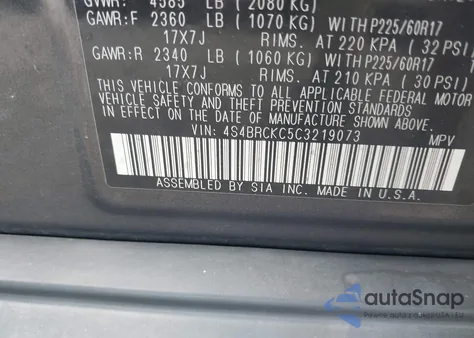 GVWR: 4585 LB (2080 KG)
GAWR:F 2360 LB (1070 KG) WITH P225/60R17
17X7J RIMS. AT 220 KPA (32 PSI)
GAWR:R 2340 LB (1060 KG) WITH P225/60R17
17X7J RIMS. AT 210 KPA (30 PSI)
THIS VEHICLE CONFORMS TO ALL APPLICABLE FEDERAL MOTOR
VEHICLE SAFETY AND THEFT PREVENTION STANDARDS
IN EFFECT ON THE DATE OF MANUFACTURE SHOWN ABOVE.
VIN: 4S4BRCKC5C3219073 MPV
ASSEMBLED BY SIA INC. MADE IN U.S.A.
autoSnap